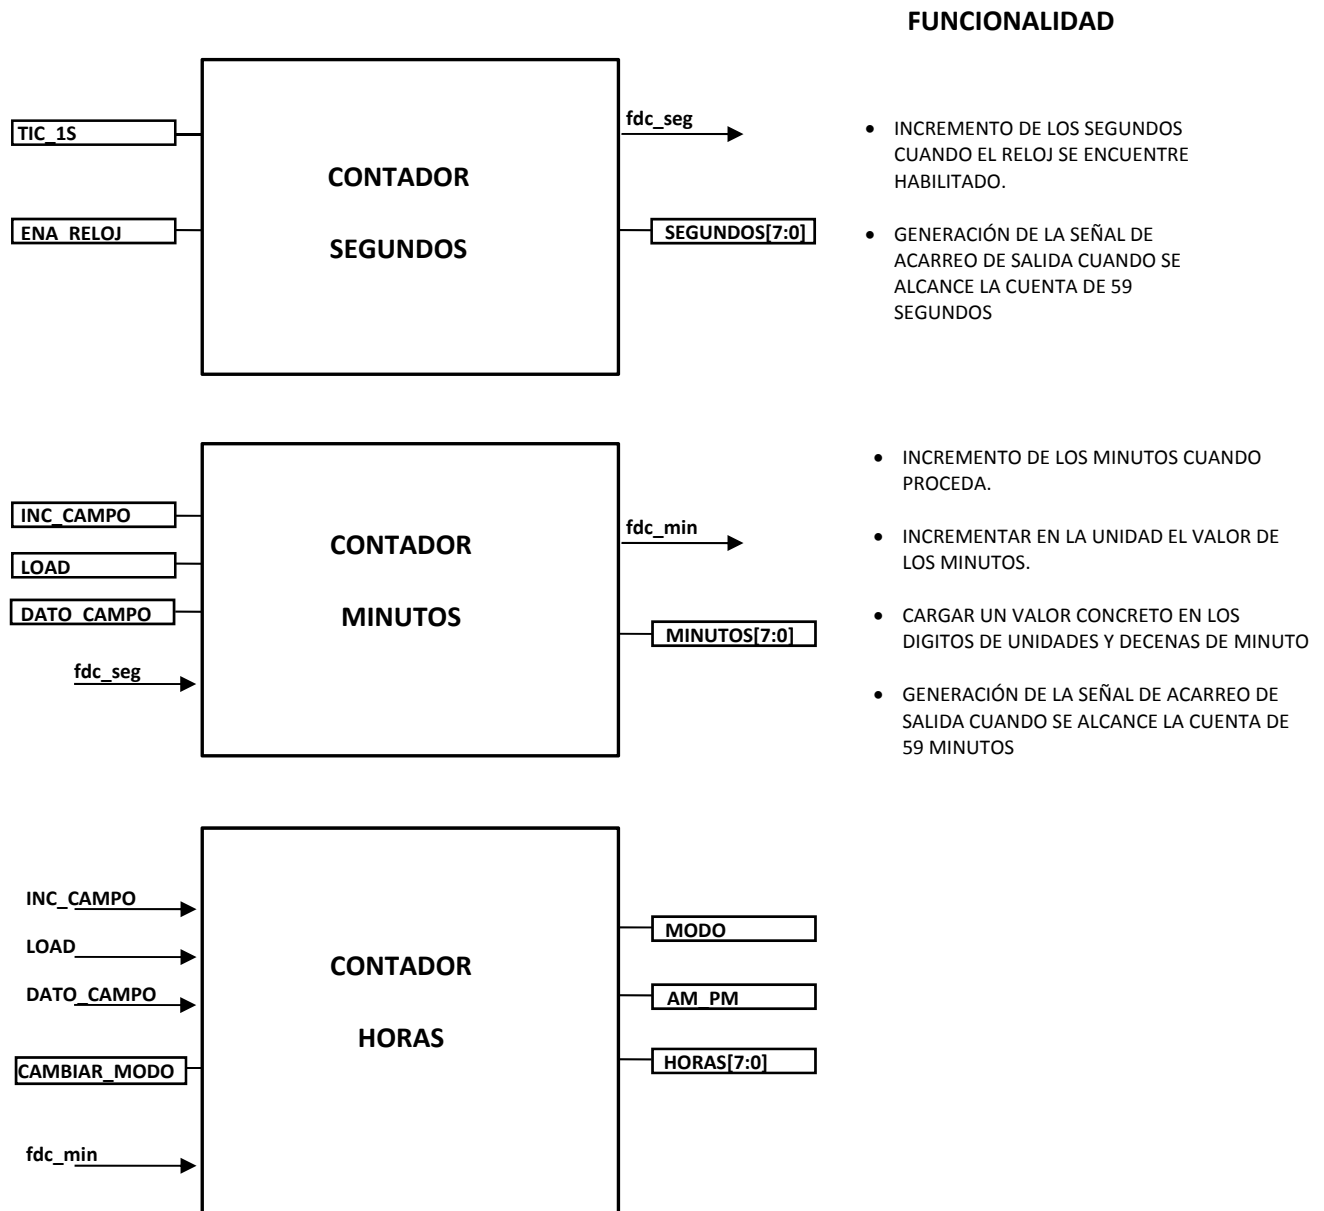 FUNCIONALIDAD
TIC_1S
ENA_RELOJ
CONTADOR
SEGUNDOS
fdc_seg
SEGUNDOS[7:0]
• INCREMENTO DE LOS SEGUNDOS
CUANDO EL RELOJ SE ENCUENTRE
HABILITADO.
• GENERACIÓN DE LA SEÑAL DE
ACARREO DE SALIDA CUANDO SE
ALCANCE LA CUENTA DE 59
SEGUNDOS
INC_CAMPO
LOAD
DATO_CAMPO
fdc_seg
CONTADOR
MINUTOS
fdc_min
MINUTOS[7:0]
• INCREMENTO DE LOS MINUTOS CUANDO
PROCEDA.
• INCREMENTAR EN LA UNIDAD EL VALOR DE
LOS MINUTOS.
• CARGAR UN VALOR CONCRETO EN LOS
DIGITOS DE UNIDADES Y DECENAS DE MINUTO
• GENERACIÓN DE LA SEÑAL DE ACARREO DE
SALIDA CUANDO SE ALCANCE LA CUENTA DE
59 MINUTOS
INC_CAMPO
LOAD
DATO_CAMPO
CAMBIAR_MODO
fdc_min
CONTADOR
HORAS
MODO
AM_PM
HORAS[7:0]